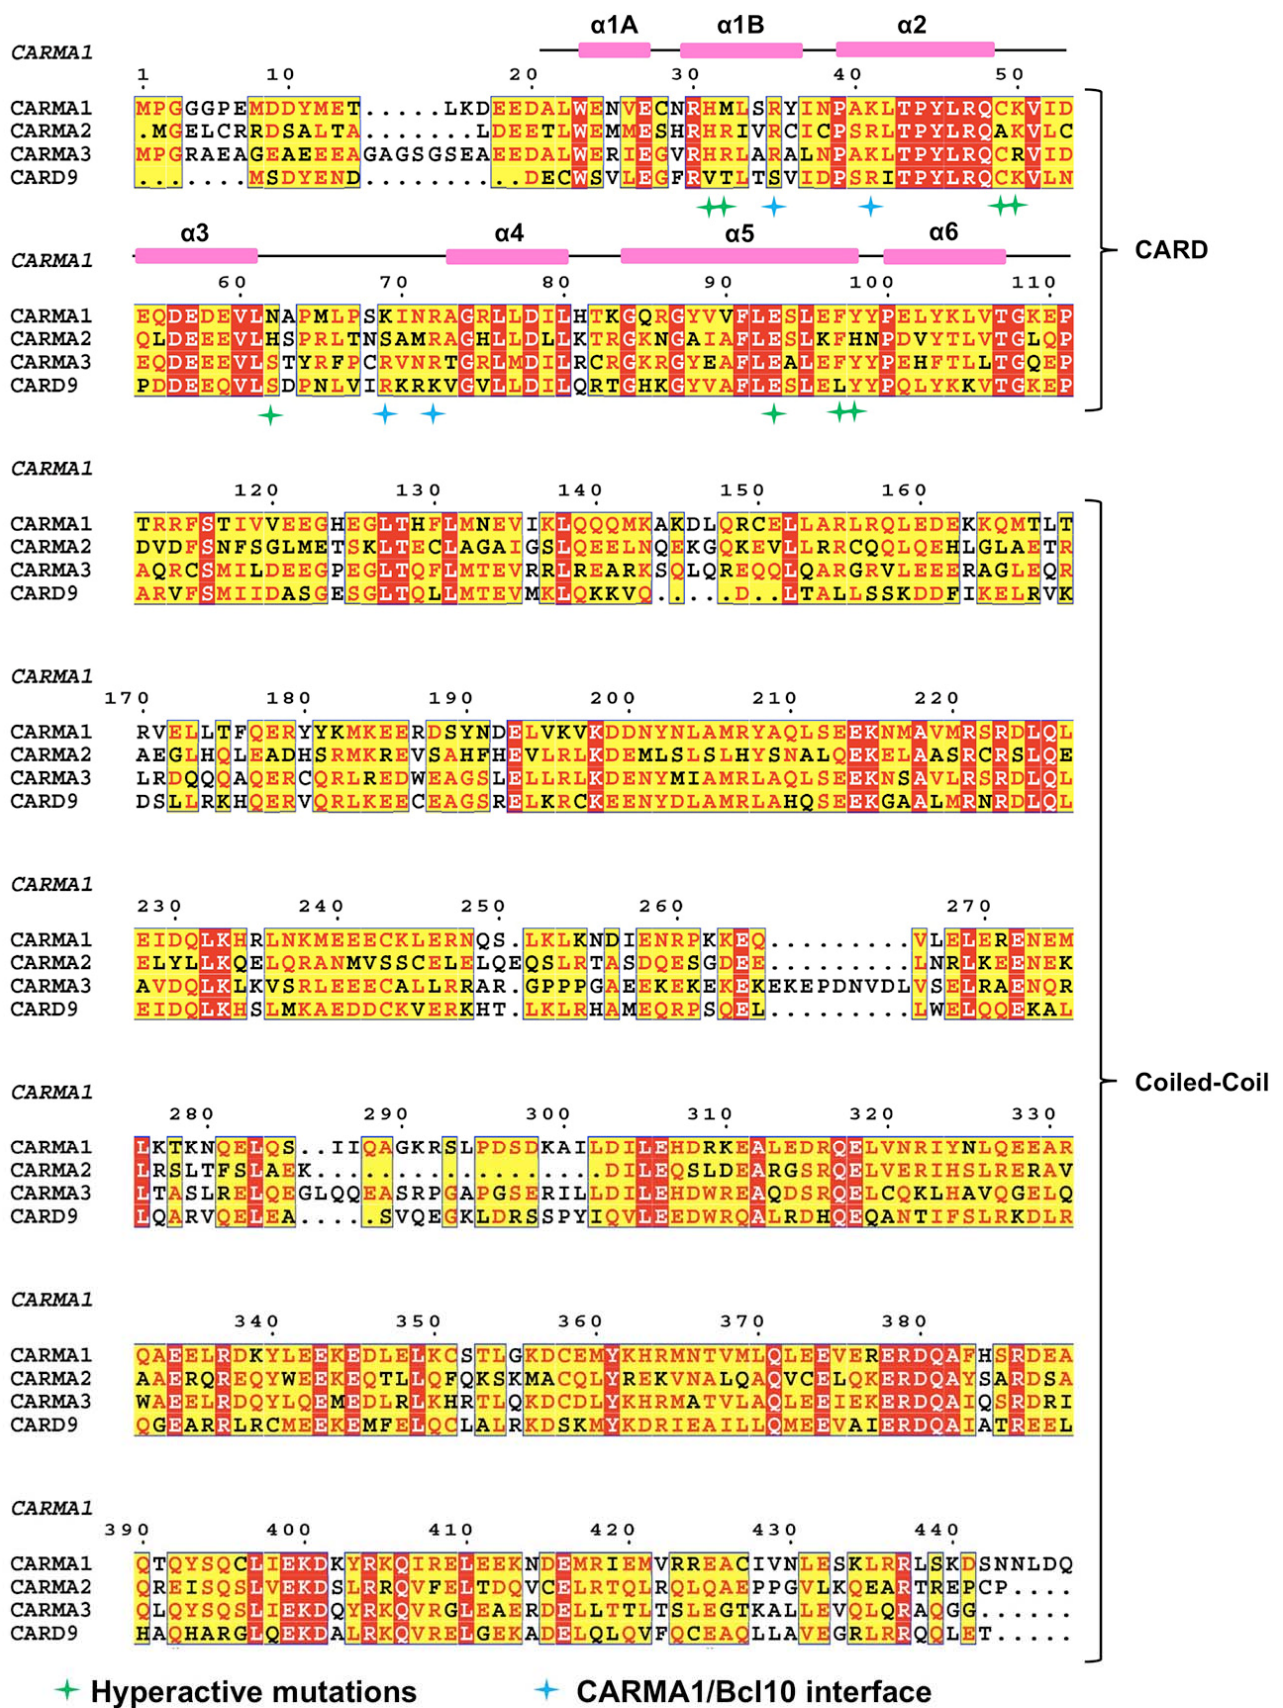 α1A α1B α2
CARMA1
1 10 20 30 40 50
CARMA1 MPGGGPEMDDYMET......LKDEEDALWENVECNRHMLSRYINPAKLTPYLRQCKVID
CARMA2 .MGELCRRDSALTA.......LDEETLWEMMESHRHRIVRCICPSRLTPYLRQAKVLC
CARMA3 MPGRAEAGEAEEEAGAGSGSEAEEDALWERIEGVRHRLARALNPAKLTPYLRQCRVID
CARD9 .......MSDYEND..........DECWSVLEGFRVTLTSVIDPSRITPYLRQCKVLN
CARD
α3 α4 α5 α6
CARMA1
60 70 80 90 100 110
CARMA1 EQDEDEVLNAPMLPSKINRAGRLLDILHTKGQRGYVVFLESLEFYYPELYKLVTGKEP
CARMA2 QLDEEEVLHSPRLTNSAMRAGHLLDLLKTRGKNGAIAFLESLKFHNPDVYTLVTGLQP
CARMA3 EQDEEEVLSTYRFPCRVNRTGRLMDILRCRGKRGYEAFLEALEFYYPEHFTLLTGQEP
CARD9 PDDEEQVLSDPNLVIRKRKVGVLLDILQRTGHKGYVAFLESLELYYPQLYKKVTGKEP
CARMA1
120 130 140 150 160
CARMA1 TRRFSTIVVEEGHEGLTHFLMNEVIKLQQQMKAKDLQRCELLARLRQLEDEKKQMTLT
CARMA2 DVDFSNFSGLMETSKLTECLAGAIGSLQEELNQEKGQKEVLLRRCQQLQEHLGLAETR
CARMA3 AQRCSMILDEEGPEGLTQFLMTEVRRLREARKSQLQREQQLQARGRVLEEERAGLEQR
CARD9 ARVFSMIIDASGESGLTQLLMTEVMKLQKKVQ....D..LTALLSSKDDFIKELRVK
CARMA1
170 180 190 200 210 220
CARMA1 RVELLTFQERYYKMKEERDSYNDELVKVKDDNYNLAMRYAQLSEEKNMAVMRSRDLQL
CARMA2 AEGLHQLEADHSRMKREVSAHFHEVLRLKDEMLSLSLHYSNALQEKELAASRCRSLQE
CARMA3 LRDQQQAQERCQRLREDWEAGSLELLRLKDENYMIAMRLAQLSEEKNSAVLRSRDLQL
CARD9 DSLLRKHQERVQRLKEECEAGSRELKRCKEENYDLAMRLAHQSEEKGAALMRNRDLQL
CARMA1
230 240 250 260 270
CARMA1 EIDQLKHRLNKMEEECKLERNQS.LKLKNDIENRPKKEQ.........VLELERENEM
CARMA2 ELYLLKQELQRANMVSSCELELQEQSLRTASDQESGDEE.........LNRLKEENEK
CARMA3 AVDQLKLKVSRLEEECALLRRAR.GPPPGAEEKEKEKEKEKEPDNVDLVSELRAENQR
CARD9 EIDQLKHSLMKAEDDCKVERKHT.LKLRHAMEQRPSQEL.........LWELQQEKAL
Coiled-Coil
CARMA1
280 290 300 310 320 330
CARMA1 LKTKNQELQS..IIQAGKRSLPDSDKAILDILEHDRKEALEDRQELVNRIYNLQEEAR
CARMA2 LRSLTFSLAEK.................DILEQSLDEARGSRQELVERIHSLRERAV
CARMA3 LTASLRELQEGLQQEASRPGAPGSERILLDILEHDWREAQDSRQELCQKLHAVQGELQ
CARD9 LQARVQELEA.....SVQEGKLDRSSPYIQVLEEDWRQALRDHQEQANTIFSLRKDLR
CARMA1
340 350 360 370 380
CARMA1 QAEELRDKYLEEKEDLELKCSTLGKDCEMYKHRMNTVMLQLEEVERERDQAFHSRDEA
CARMA2 AAERQREQYWEEKEQTLLQFQKSKMACQLYREKVNALQAQVCELQKERDQAYSARDSA
CARMA3 WAEELRDQYLQEMEDLRLKHRTLQKDCDLYKHRMATVLAQLEEIEKERDQAIQSRDRI
CARD9 QGEARRLRCMEEKEMFELQCLALRKDSKMYKDRIEAILLQMEEVAIERDQAIATREEL
CARMA1
390 400 410 420 430 440
CARMA1 QTQYSQCLIEKDKYRKQIRELEEKNDEMRIEMVRREACIVNLESKLRRLSKDSNNLDQ
CARMA2 QREISQSLVEKDSLRRQVFELTDQVCELRTQLRQLQAEPPGVLKQEARTREPCP....
CARMA3 QLQYSQSLIEKDQYRKQVRGLEAERDELLTTLTSLEGTKALLEVQLQRAQGG......
CARD9 HAQHARGLQEKDALRKQVRELGEKADELQLQVFQCEAQLLAVEGRLRRQQLET.....
Hyperactive mutations CARMA1/Bcl10 interface